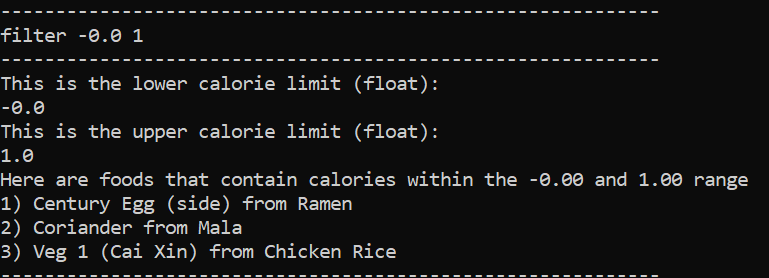 ------------------------------------------------------------
filter -0.0 1
------------------------------------------------------------
This is the lower calorie limit (float):
-0.0
This is the upper calorie limit (float):
1.0
Here are foods that contain calories within the -0.00 and 1.00 range
1) Century Egg (side) from Ramen
2) Coriander from Mala
3) Veg 1 (Cai Xin) from Chicken Rice
------------------------------------------------------------